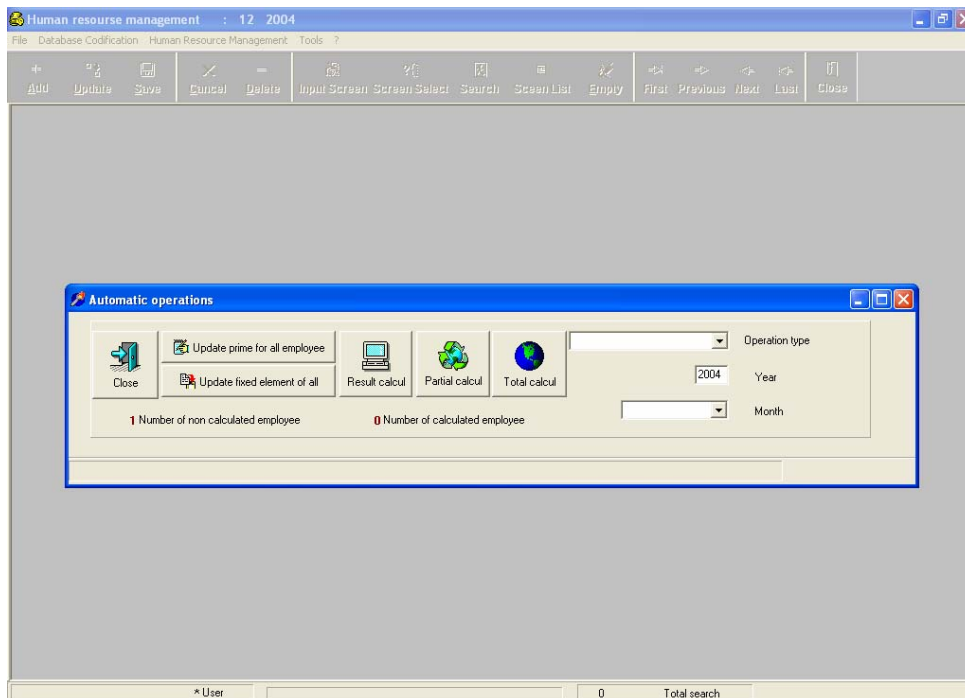 Human resourse management : 12 2004
File Database Codification Human Resource Management Tools ?
Add Update Save Cancel Delete Input Screen Screen Select Search Sceen List Empty First Previous Next Last Close
Automatic operations
Close
Update prime for all employee
Update fixed element of all
Result calcul
Partial calcul
Total calcul
Operation type
2004 Year
Month
1 Number of non calculated employee
0 Number of calculated employee
* User
0 Total search